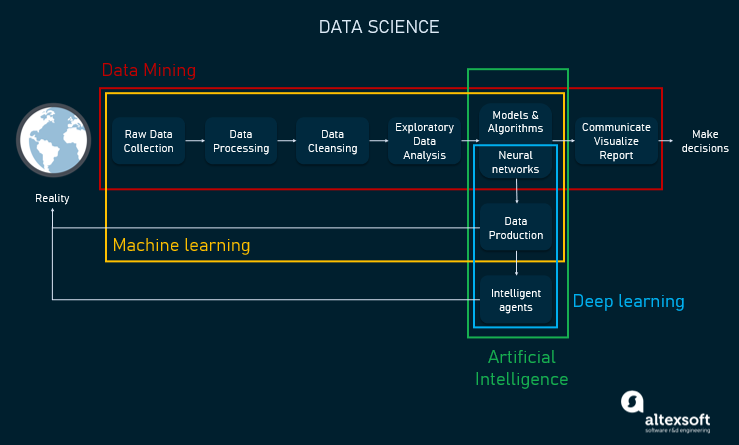 DATA SCIENCE
Data Mining
Raw Data
Collection
Data
Processing
Data
Cleansing
Exploratory
Data
Analysis
Models &
Algorithms
Neural
networks
Communicate
Visualize
Report
Make
decisions
Reality
Data
Production
Machine learning
Intelligent
agents
Deep learning
Artificial
Intelligence
altexsoft
software r&d engineering